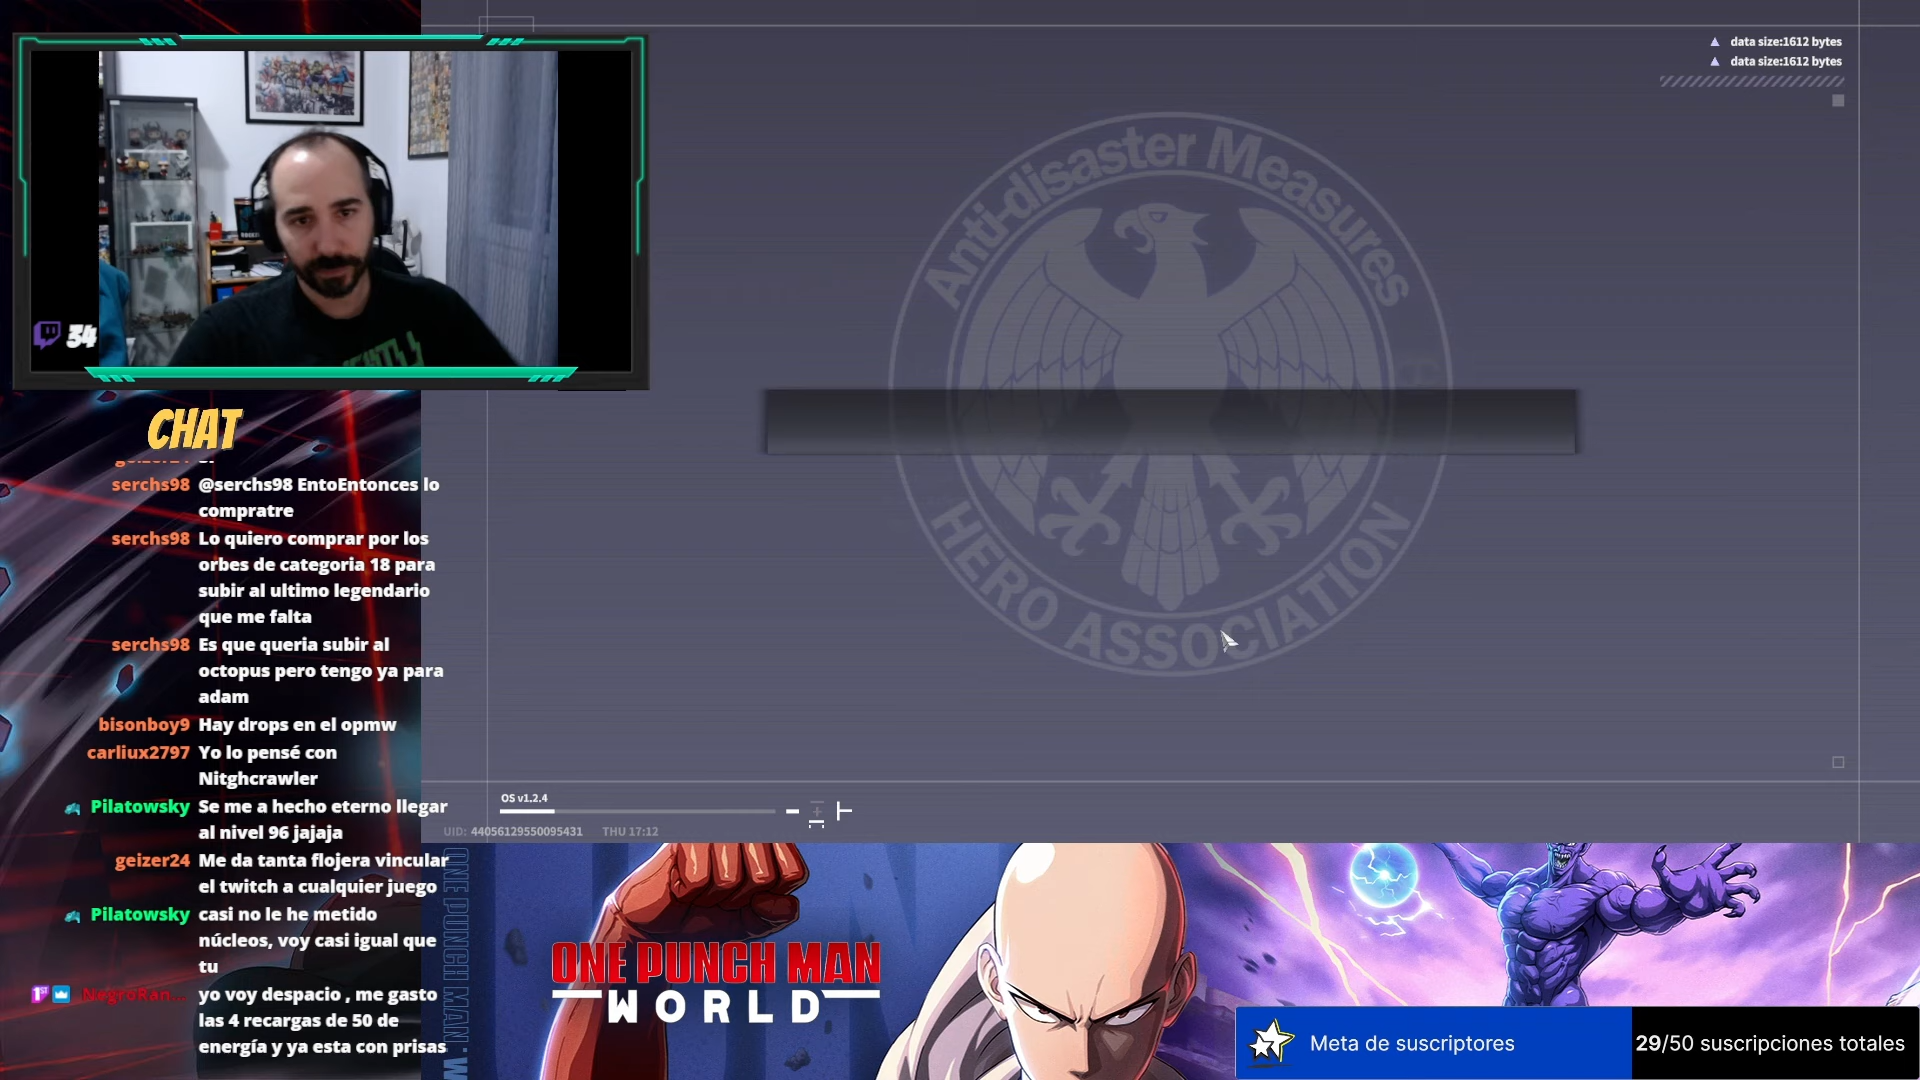 data size:1612 bytes
data size:1612 bytes
Anti-disaster Measures
HERO ASSOCIATION
34
CHAT
serchs98 @serchs98 EntoEntonces lo
compratre
serchs98 Lo quiero comprar por los
orbes de categoria 18 para
subir al ultimo legendario
que me falta
serchs98 Es que queria subir al
octopus pero tengo ya para
adam
bisonboy9 Hay drops en el opmw
carliux2797 Yo lo pensé con
Nitghcrawler
Pilatowsky Se me a hecho eterno llegar
al nivel 96 jajaja
geizer24 Me da tanta flojera vincular
el twitch a cualquier juego
Pilatowsky casi no le he metido
núcleos, voy casi igual que
tu
1ST NegroRan... yo voy despacio , me gasto
las 4 recargas de 50 de
energía y ya esta con prisas
OS v1.2.4
UID: 44056129550095431 THU 17:12
ONE PUNCH MAN: W
ONE PUNCH MAN
WORLD
Meta de suscriptores
29/50 suscripciones totales